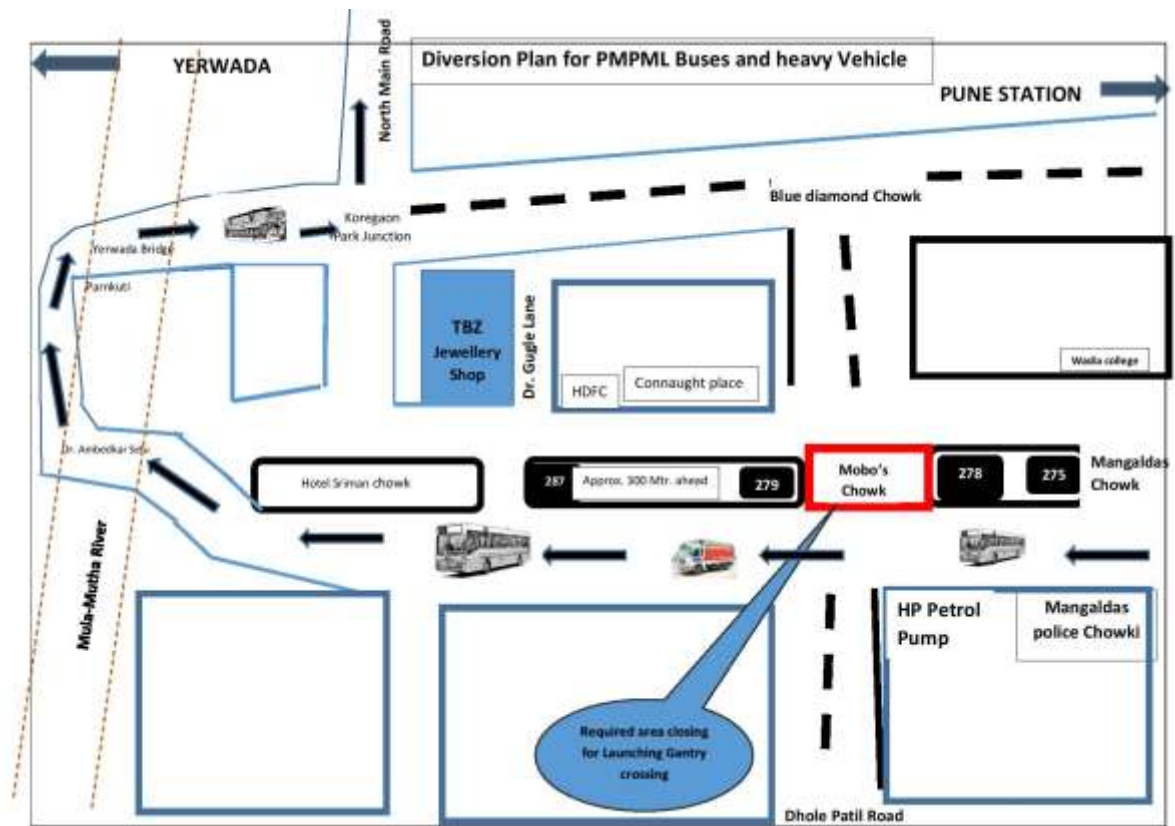 YERWADA
North Main Road
Diversion Plan for PMPML Buses and heavy Vehicle
PUNE STATION
Blue diamond Chowk
Koregaon
Park Junction
Yerwada Bridge
Parnkuti
TBZ
Jewellery
Shop
Dr. Gugle Lane
HDFC
Connaught place
Wadia college
Dr. Ambedkar Setu
Hotel Sriman chowk
287
Approx. 300 Mtr. ahead
279
Mobo's
Chowk
278
275
Mangaldas
Chowk
Mula-Mutha River
HP Petrol
Pump
Mangaldas
police Chowki
Required area closing
for Launching Gantry
crossing
Dhole Patil Road